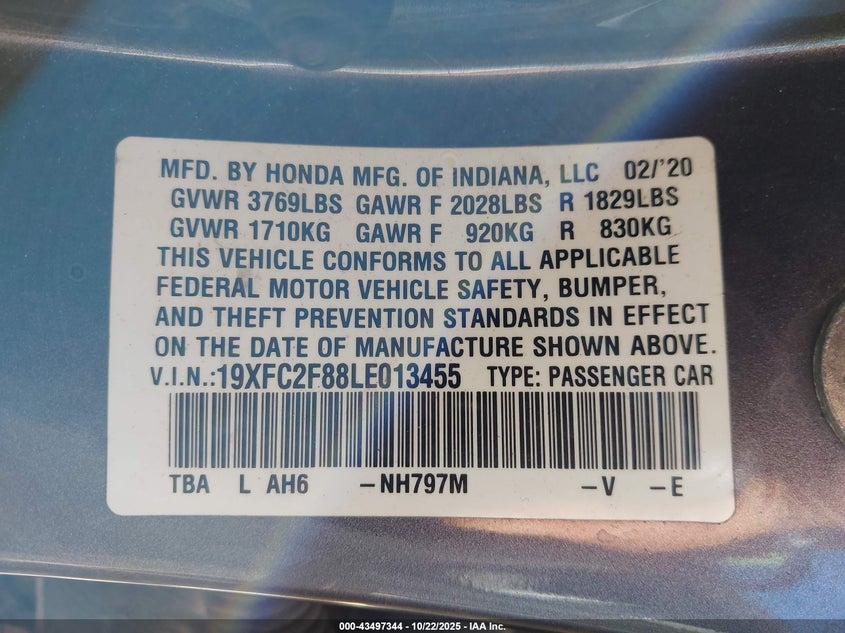 MFD. BY HONDA MFG. OF INDIANA, LLC 02/'20
GVWR 3769LBS GAWR F 2028LBS R 1829LBS
GVWR 1710KG GAWR F 920KG R 830KG
THIS VEHICLE CONFORMS TO ALL APPLICABLE
FEDERAL MOTOR VEHICLE SAFETY, BUMPER,
AND THEFT PREVENTION STANDARDS IN EFFECT
ON THE DATE OF MANUFACTURE SHOWN ABOVE.
V.I.N.:19XFC2F88LE013455 TYPE: PASSENGER CAR
TBA L AH6 –NH797M –V –E
000-43497344 - 10/22/2025 - IAA Inc.